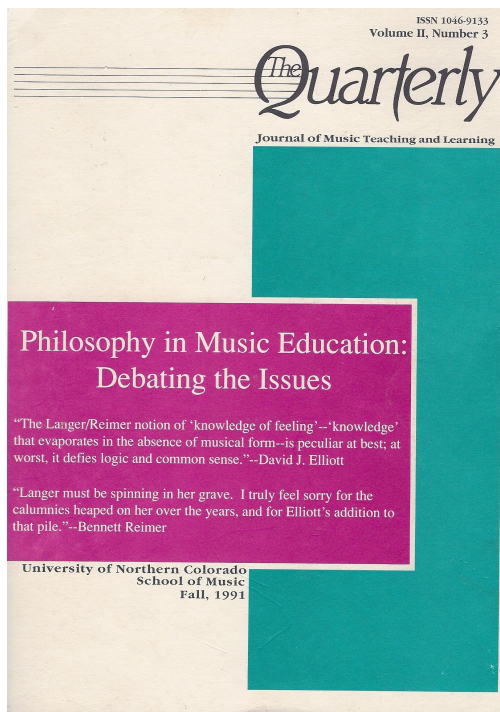 ISSN 1046-9133
Volume II, Number 3
The Quarterly
Journal of Music Teaching and Learning
Philosophy in Music Education:
Debating the Issues
“The Langer/Reimer notion of ‘knowledge of feeling’--‘knowledge’
that evaporates in the absence of musical form--is peculiar at best; at
worst, it defies logic and common sense.”--David J. Elliott
“Langer must be spinning in her grave.  I truly feel sorry for the
calumnies heaped on her over the years, and for Elliott’s addition to
that pile.”--Bennett Reimer
University of Northern Colorado
School of Music
Fall, 1991